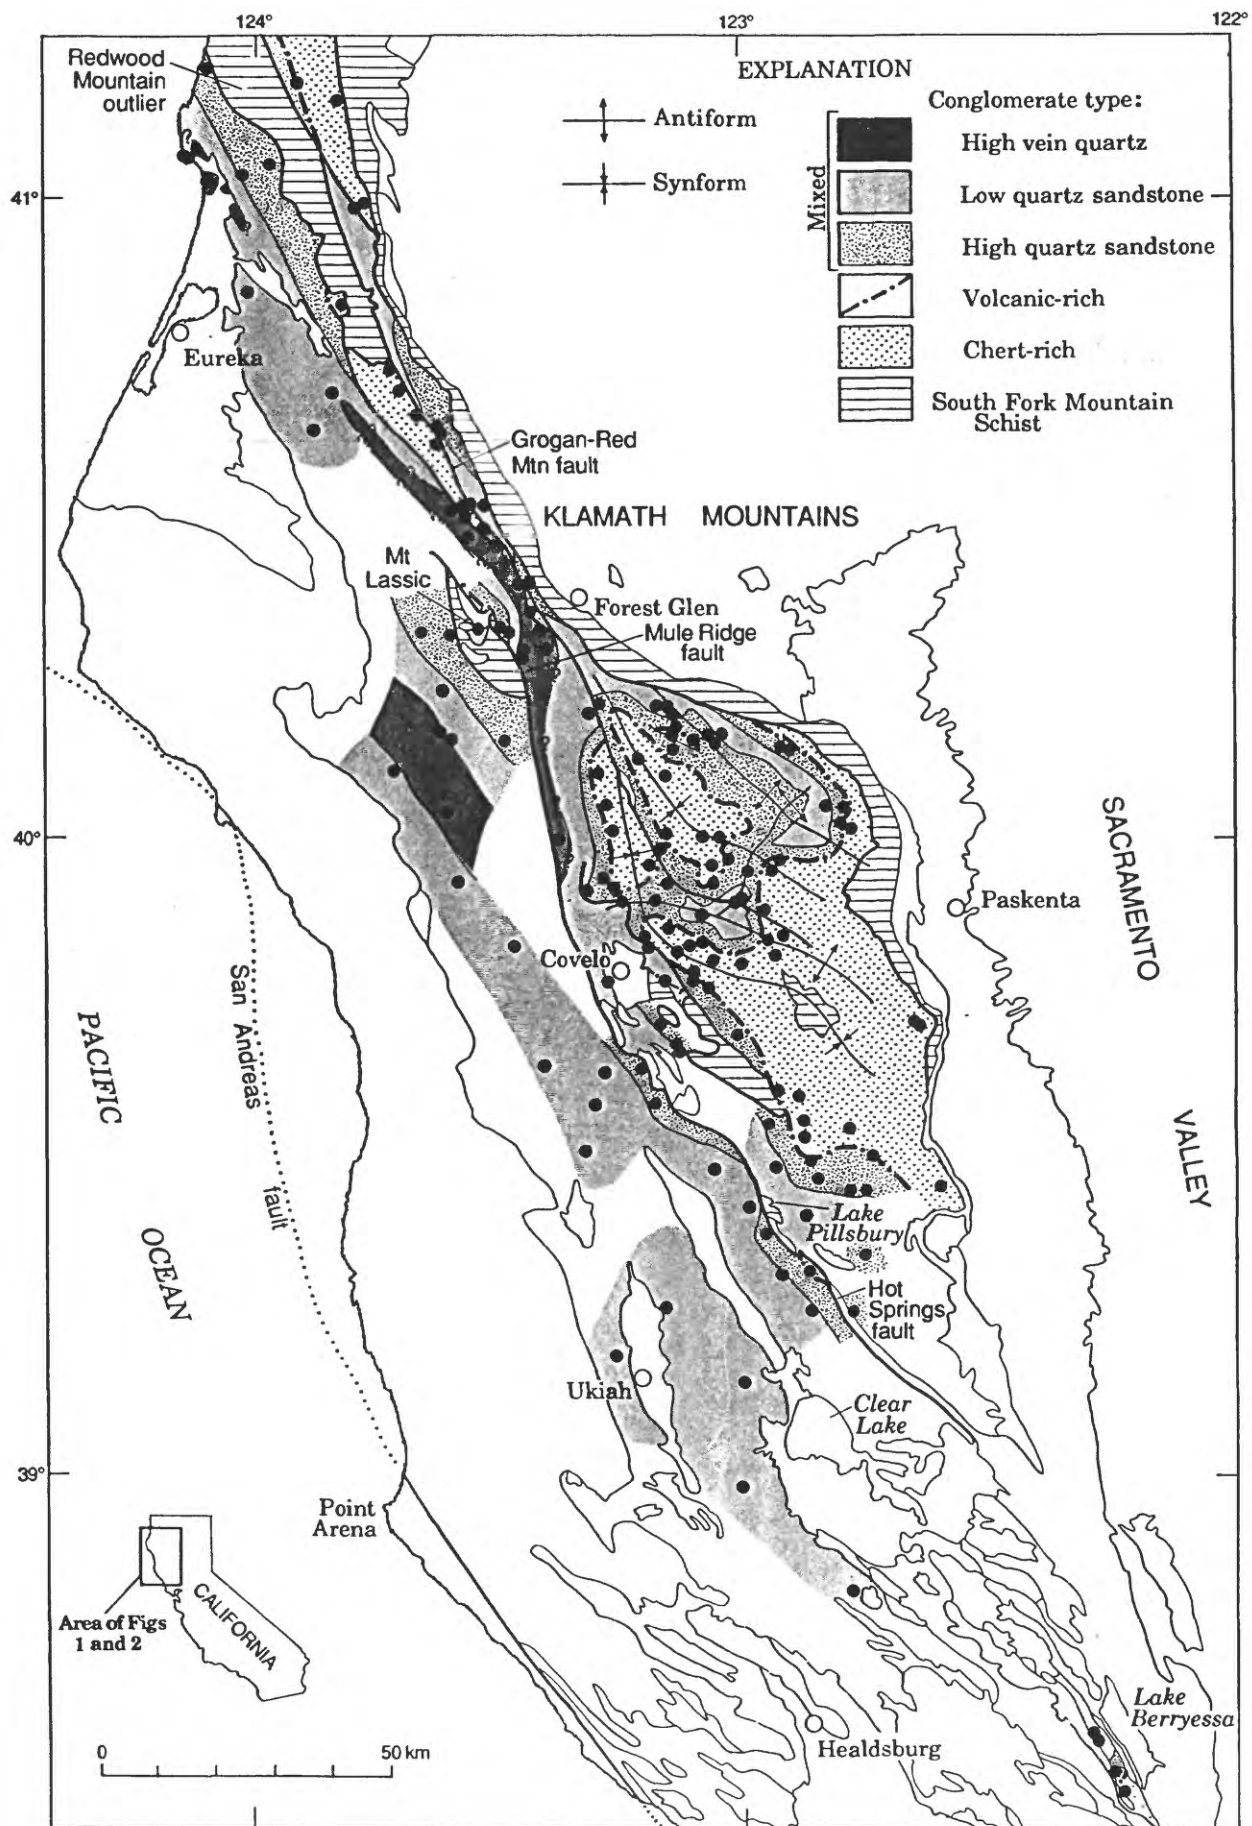 124°
123°
122°
Redwood
Mountain
outlier
EXPLANATION
Antiform
Synform
Conglomerate type:
Mixed
High vein quartz
Low quartz sandstone
High quartz sandstone
Volcanic-rich
Chert-rich
South Fork Mountain
Schist
41°
Eureka
Grogan-Red
Mtn fault
KLAMATH MOUNTAINS
Mt
Lassic
Forest Glen
Mule Ridge
fault
40°
SACRAMENTO
VALLEY
Paskenta
Covelo
San Andreas
fault
PACIFIC
OCEAN
Lake
Pillsbury
Hot
Springs
fault
Ukiah
Clear
Lake
39°
Point
Arena
CALIFORNIA
Area of Figs
1 and 2
Lake
Berryessa
Healdsburg
0 50 km